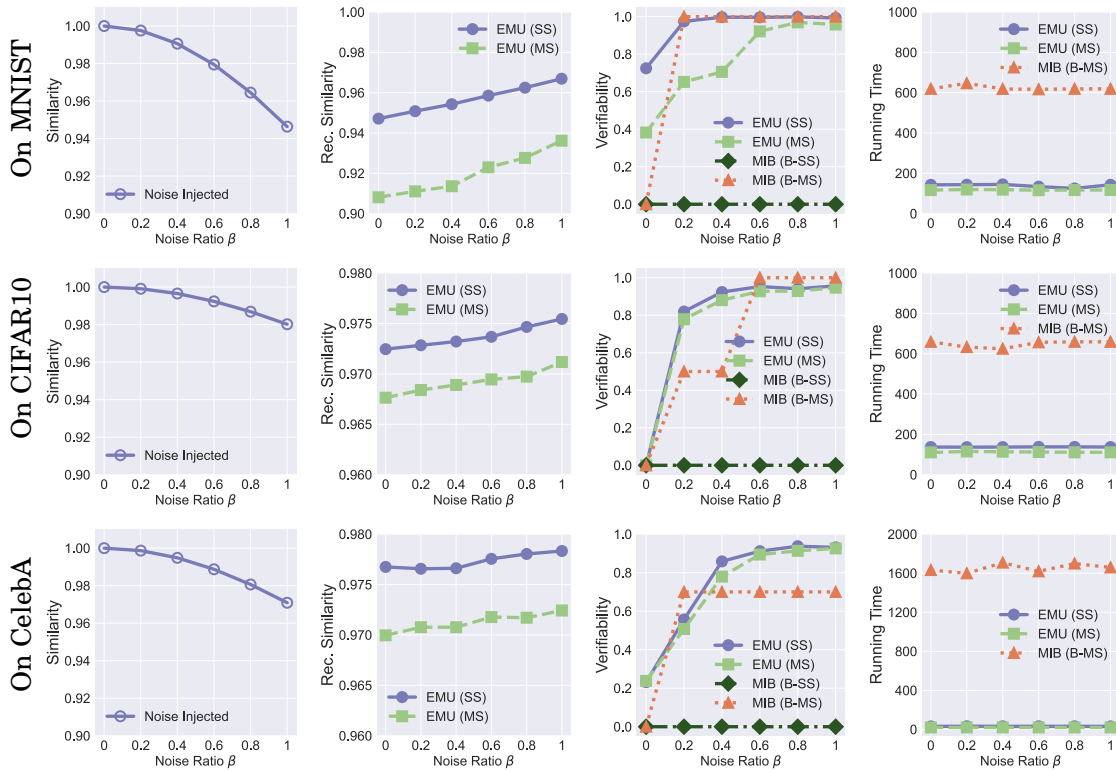 On MNIST
1.00
0.98
0.96
0.94
0.92
0.90
Similarity
Noise Injected
0 0.2 0.4 0.6 0.8 1
Noise Ratio β
1.00
0.98
0.96
0.94
0.92
0.90
Rec. Similarity
EMU (SS)
EMU (MS)
0 0.2 0.4 0.6 0.8 1
Noise Ratio β
1.0
0.8
0.6
0.4
0.2
0.0
Verifiability
EMU (SS)
EMU (MS)
MIB (B-SS)
MIB (B-MS)
0 0.2 0.4 0.6 0.8 1
Noise Ratio β
1000
800
600
400
200
0
Running Time
EMU (SS)
EMU (MS)
MIB (B-MS)
0 0.2 0.4 0.6 0.8 1
Noise Ratio β
On CIFAR10
1.00
0.98
0.96
0.94
0.92
0.90
Similarity
Noise Injected
0 0.2 0.4 0.6 0.8 1
Noise Ratio β
0.980
0.975
0.970
0.965
0.960
Rec. Similarity
EMU (SS)
EMU (MS)
0 0.2 0.4 0.6 0.8 1
Noise Ratio β
1.0
0.8
0.6
0.4
0.2
0.0
Verifiability
EMU (SS)
EMU (MS)
MIB (B-SS)
MIB (B-MS)
0 0.2 0.4 0.6 0.8 1
Noise Ratio β
1000
800
600
400
200
0
Running Time
EMU (SS)
EMU (MS)
MIB (B-MS)
0 0.2 0.4 0.6 0.8 1
Noise Ratio β
On CelebA
1.00
0.98
0.96
0.94
0.92
0.90
Similarity
Noise Injected
0 0.2 0.4 0.6 0.8 1
Noise Ratio β
0.980
0.975
0.970
0.965
0.960
Rec. Similarity
EMU (SS)
EMU (MS)
0 0.2 0.4 0.6 0.8 1
Noise Ratio β
1.0
0.8
0.6
0.4
0.2
0.0
Verifiability
EMU (SS)
EMU (MS)
MIB (B-SS)
MIB (B-MS)
0 0.2 0.4 0.6 0.8 1
Noise Ratio β
2000
1600
1200
800
400
0
Running Time
EMU (SS)
EMU (MS)
MIB (B-MS)
0 0.2 0.4 0.6 0.8 1
Noise Ratio β